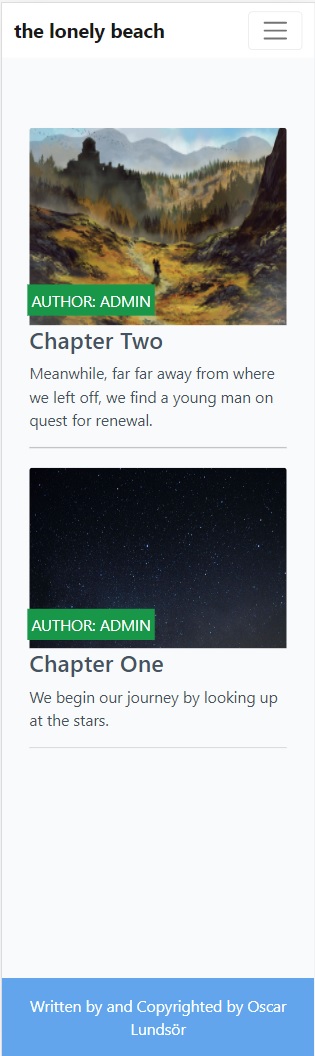 the lonely beach
AUTHOR: ADMIN
Chapter Two
Meanwhile, far far away from where
we left off, we find a young man on
quest for renewal.
AUTHOR: ADMIN
Chapter One
We begin our journey by looking up
at the stars.
Written by and Copyrighted by Oscar
Lundsör